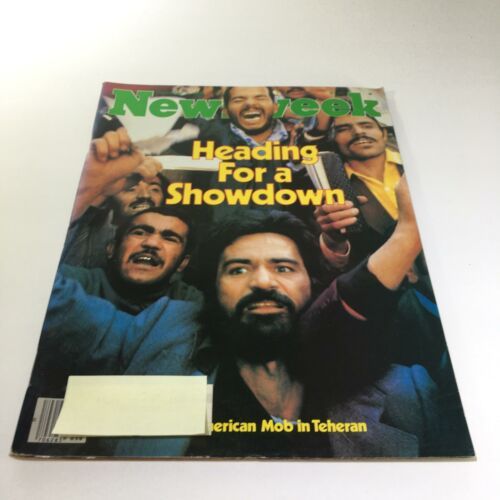 Newsweek
Heading
For a
Showdown
merican Mob in Teheran